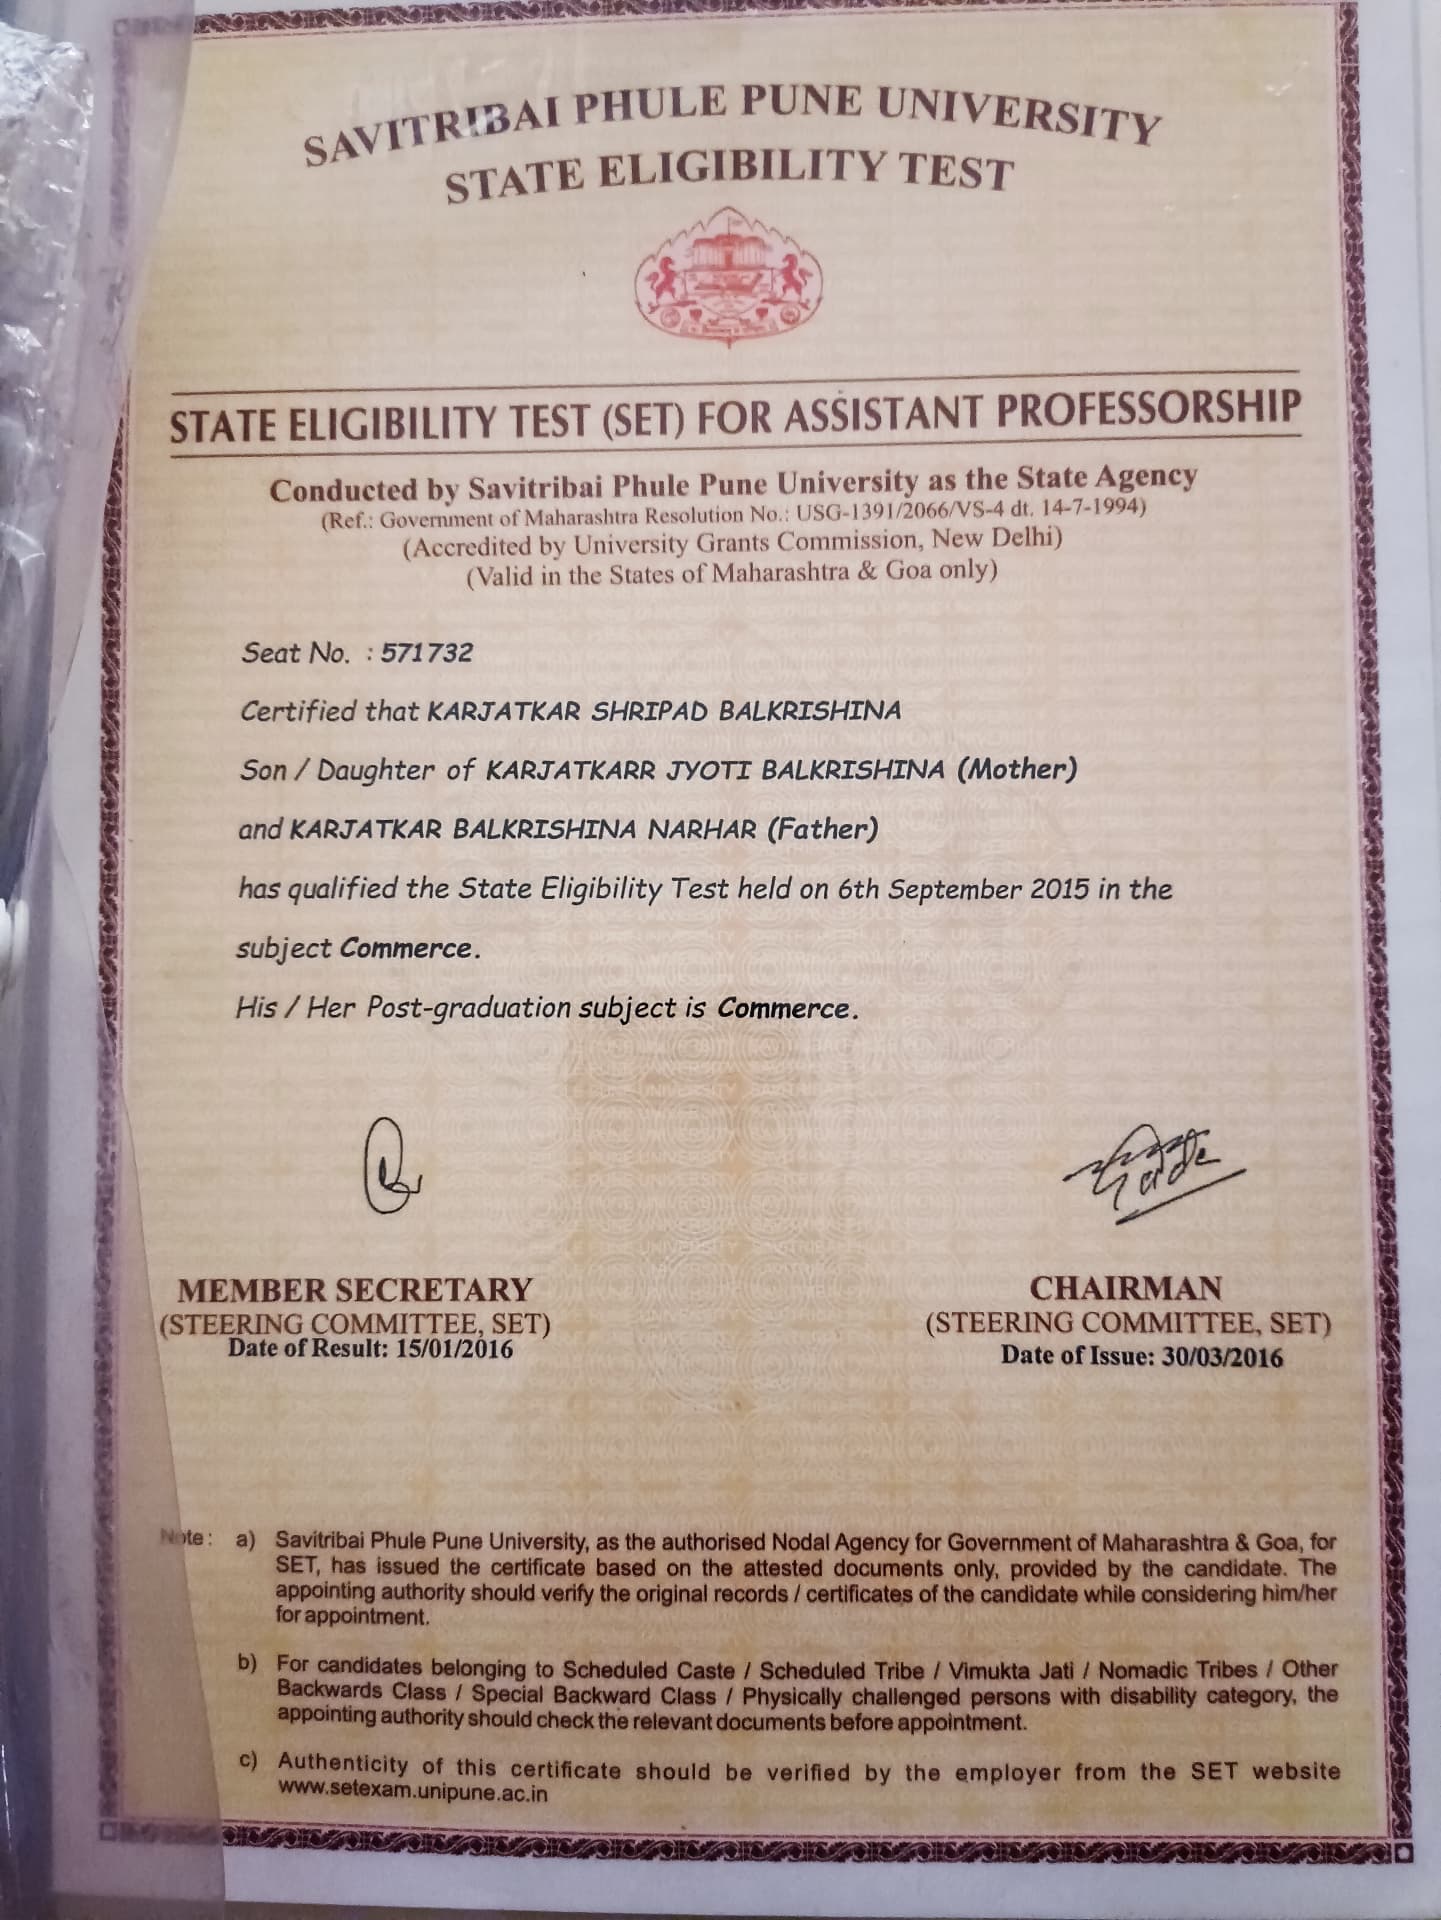 SAVITRIBAI PHULE PUNE UNIVERSITY
STATE ELIGIBILITY TEST
STATE ELIGIBILITY TEST (SET) FOR ASSISTANT PROFESSORSHIP
Conducted by Savitribai Phule Pune University as the State Agency
(Ref.: Government of Maharashtra Resolution No.: USG-1391/2066/VS-4 dt. 14-7-1994)
(Accredited by University Grants Commission, New Delhi)
(Valid in the States of Maharashtra & Goa only)
Seat No. : 571732
Certified that KARJATKAR SHRIPAD BALKRISHINA
Son / Daughter of KARJATKARR JYOTI BALKRISHINA (Mother)
and KARJATKAR BALKRISHINA NARHAR (Father)
has qualified the State Eligibility Test held on 6th September 2015 in the
subject Commerce.
His / Her Post-graduation subject is Commerce.
MEMBER SECRETARY
(STEERING COMMITTEE, SET)
Date of Result: 15/01/2016
CHAIRMAN
(STEERING COMMITTEE, SET)
Date of Issue: 30/03/2016
Note : a) Savitribai Phule Pune University, as the authorised Nodal Agency for Government of Maharashtra & Goa, for
SET, has issued the certificate based on the attested documents only, provided by the candidate. The
appointing authority should verify the original records / certificates of the candidate while considering him/her
for appointment.
b) For candidates belonging to Scheduled Caste / Scheduled Tribe / Vimukta Jati / Nomadic Tribes / Other
Backwards Class / Special Backward Class / Physically challenged persons with disability category, the
appointing authority should check the relevant documents before appointment.
c) Authenticity of this certificate should be verified by the employer from the SET website
www.setexam.unipune.ac.in